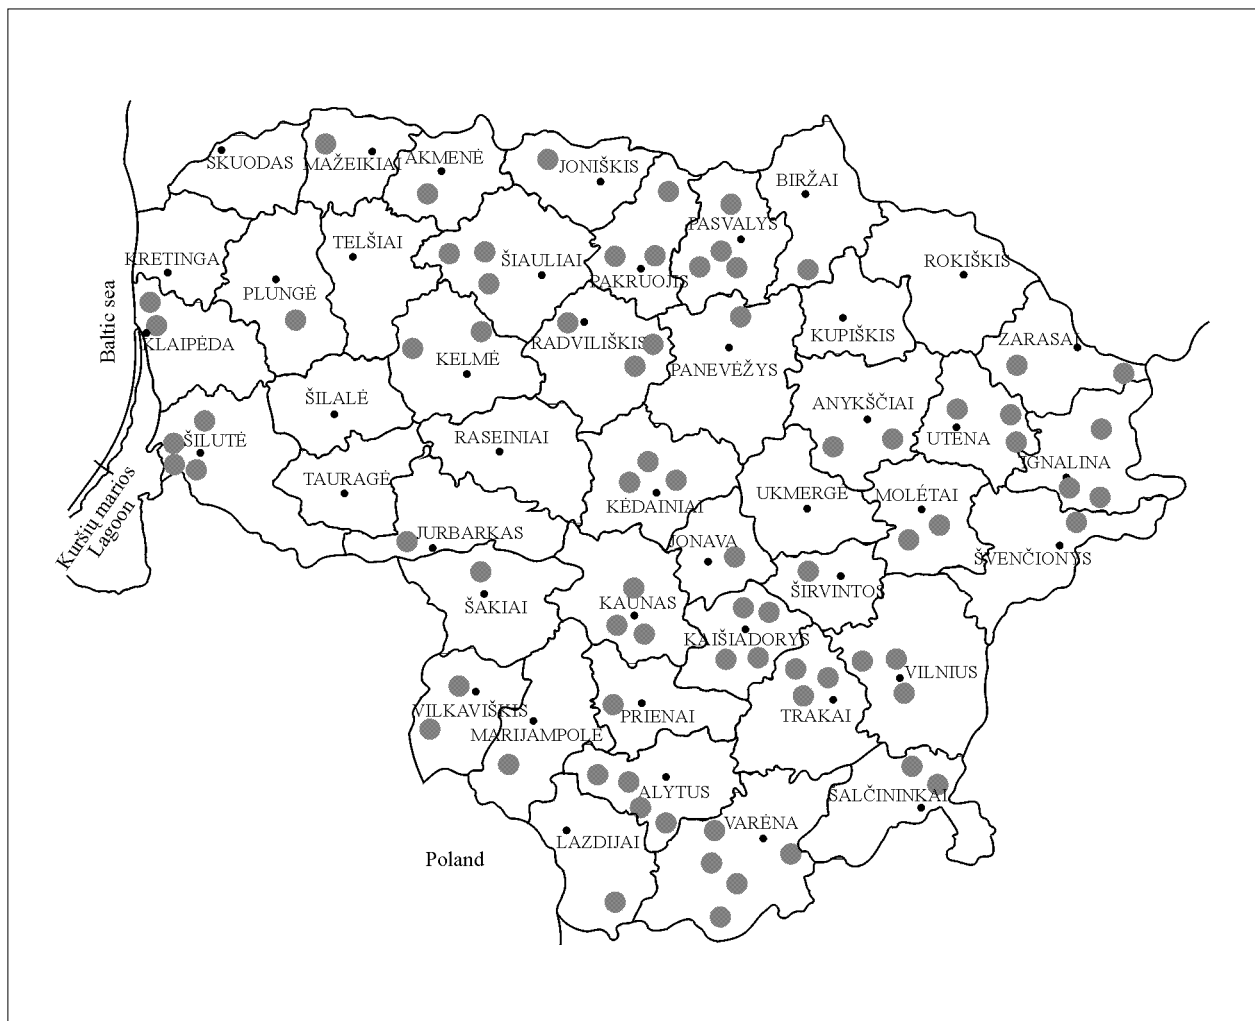 SKUODAS
MAŽEIKIAI
AKMENĖ
JONIŠKIS
BIRŽAI
PASVALYS
KRETINGA
TELŠIAI
ŠIAULIAI
PAKRUOJIS
ROKIŠKIS
PLUNGĖ
Baltic sea
KLAIPĖDA
KELMĖ
RADVILIŠKIS
PANEVĖŽYS
KUPIŠKIS
ZARASAI
ŠILALĖ
ANYKŠČIAI
ŠILUTĖ
RASEINIAI
UTENA
IGNALINA
TAURAGĖ
KĖDAINIAI
UKMERGĖ
MOLÉTAI
Kuršių marios
Lagoon
JURBARKAS
JONAVA
ŠVENČIONYS
ŠAKIAI
KAUNAS
ŠIRVINTOS
KAIŠIADORYS
VILNIUS
VILKAVIŠKIS
MARIJAMPOLĖ
PRIENAI
TRAKAI
ALYTUS
ŠALČININKAI
LAZDIJAI
VARĖNA
Poland